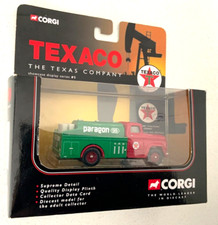 CORGI
TEXACO
THE TEXAS COMPANY
TEXACO
paragon
CORGI
THE WORLD LEADER
IN DIECAST
• Supreme Detail
• Quality Display Plinth
• Collector Data Card
• Diecast model for
the adult collector